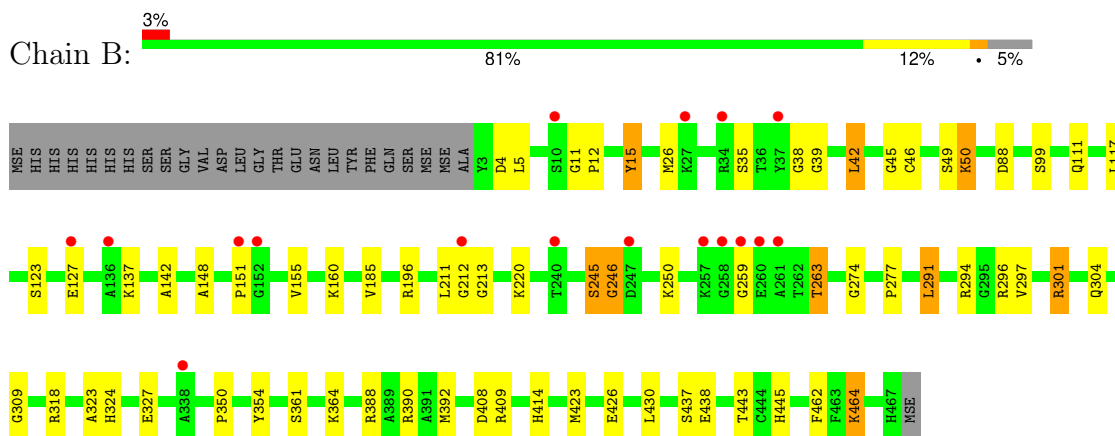 3%
Chain B:
81% 12% • 5%
MSE HIS HIS HIS HIS HIS HIS SER SER GLY VAL ASP LEU GLY THR GLU ASN LEU TYR PHE GLN SER MSE MSE ALA Y3 D4 L5 S10 G11 P12 Y15 M26 K27 R34 S35 T36 Y37 G38 G39 L42 G45 C46 S49 K50 D88 S99 Q111 L117
S123 E127 A136 K137 A142 A148 P151 G152 V155 K160 V185 R196 L211 G212 G213 K220 T240 S245 G246 D247 K250 K257 G258 G259 E260 A261 T262 T263 G274 P277 L291 R294 G295 R296 V297 R301 Q304
G309 R318 A323 H324 E327 A338 P350 Y354 S361 K364 R388 A389 R390 A391 M392 D408 R409 H414 M423 E426 L430 S437 E438 T443 C444 H445 F462 F463 K464 H467 MSE